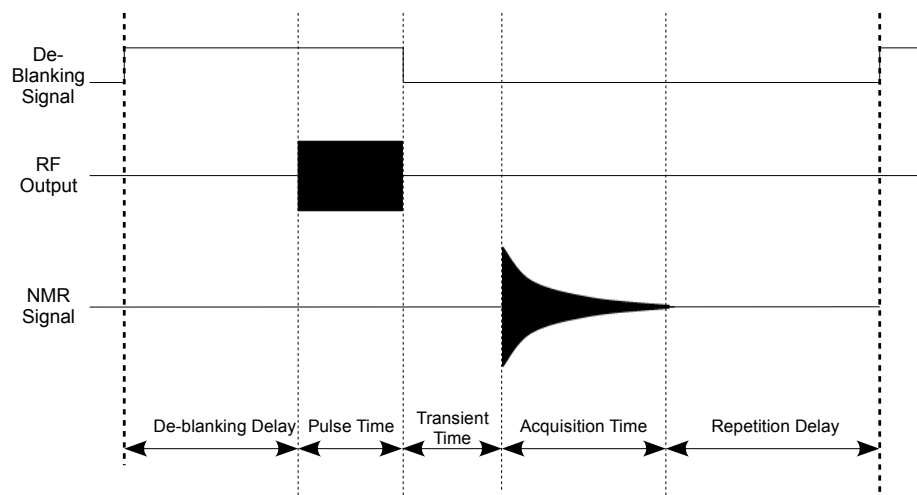 De-
Blanking
Signal
RF
Output
NMR
Signal
De-blanking Delay
Pulse Time
Transient
Time
Acquisition Time
Repetition Delay